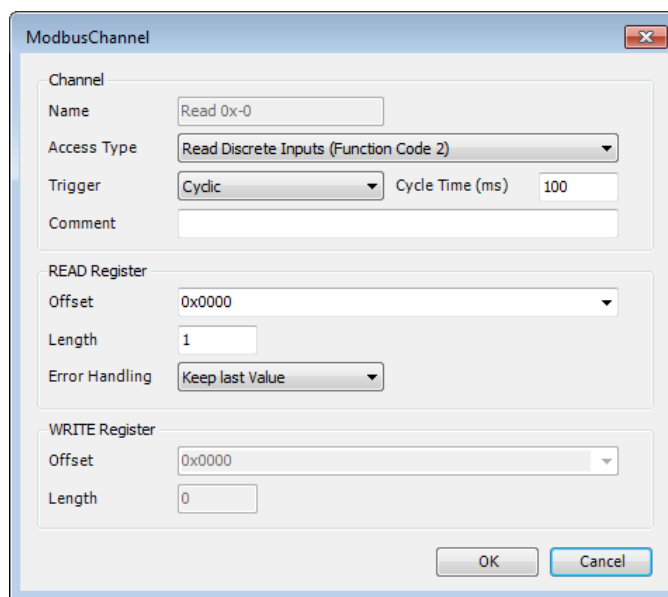 ModbusChannel
Channel
Name Read 0x-0
Access Type Read Discrete Inputs (Function Code 2)
Trigger Cyclic Cycle Time (ms) 100
Comment
READ Register
Offset 0x0000
Length 1
Error Handling Keep last Value
WRITE Register
Offset 0x0000
Length 0
OK Cancel